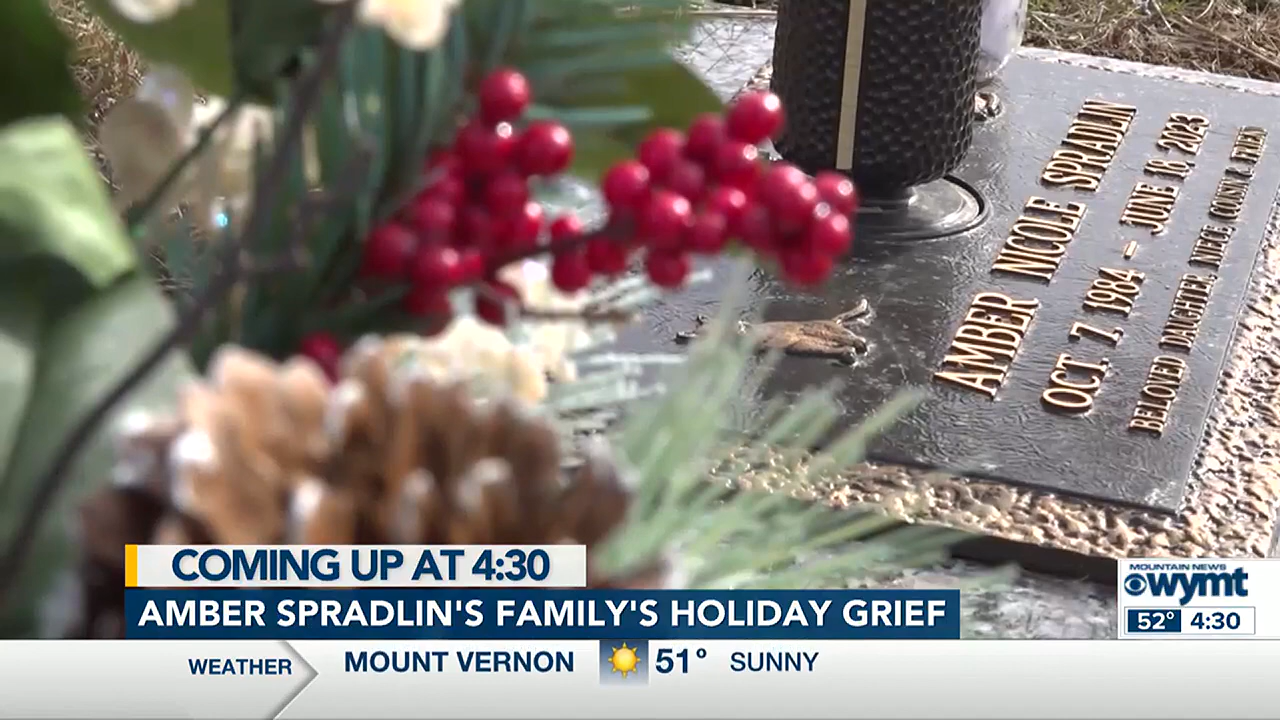 AMBER NICOLE SPRADLIN
OCT. 7, 1984 – JUNE 18, 2023
BELOVED DAUGHTER, NIECE, COUSIN & FRIEND
COMING UP AT 4:30
AMBER SPRADLIN'S FAMILY'S HOLIDAY GRIEF
MOUNTAIN NEWS
wymt
52° 4:30
WEATHER
MOUNT VERNON 51° SUNNY